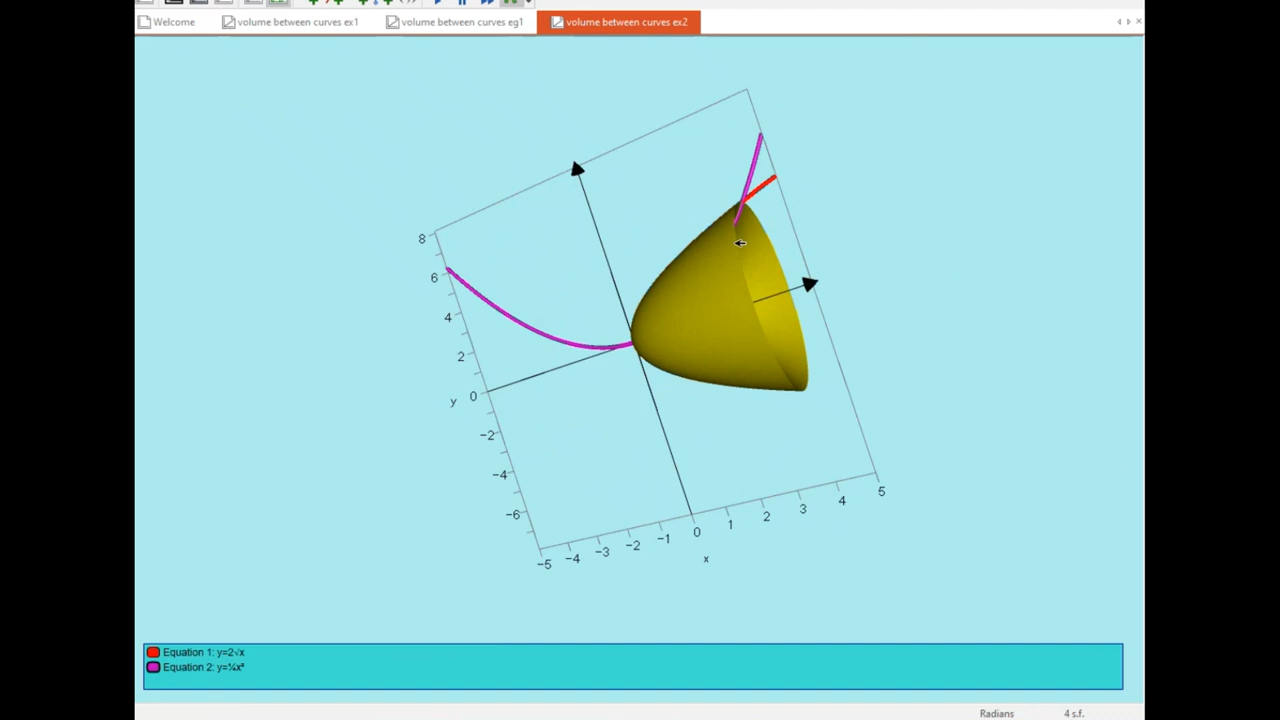 Welcome
volume between curves ex1
volume between curves eg1
volume between curves ex2
8
6
4
2
y
0
−2
−4
−6
−5
−4
−3
−2
−1
0
1
2
3
4
5
x
Equation 1: y=2√x
Equation 2: y=¼x²
Radians
4 s.f.